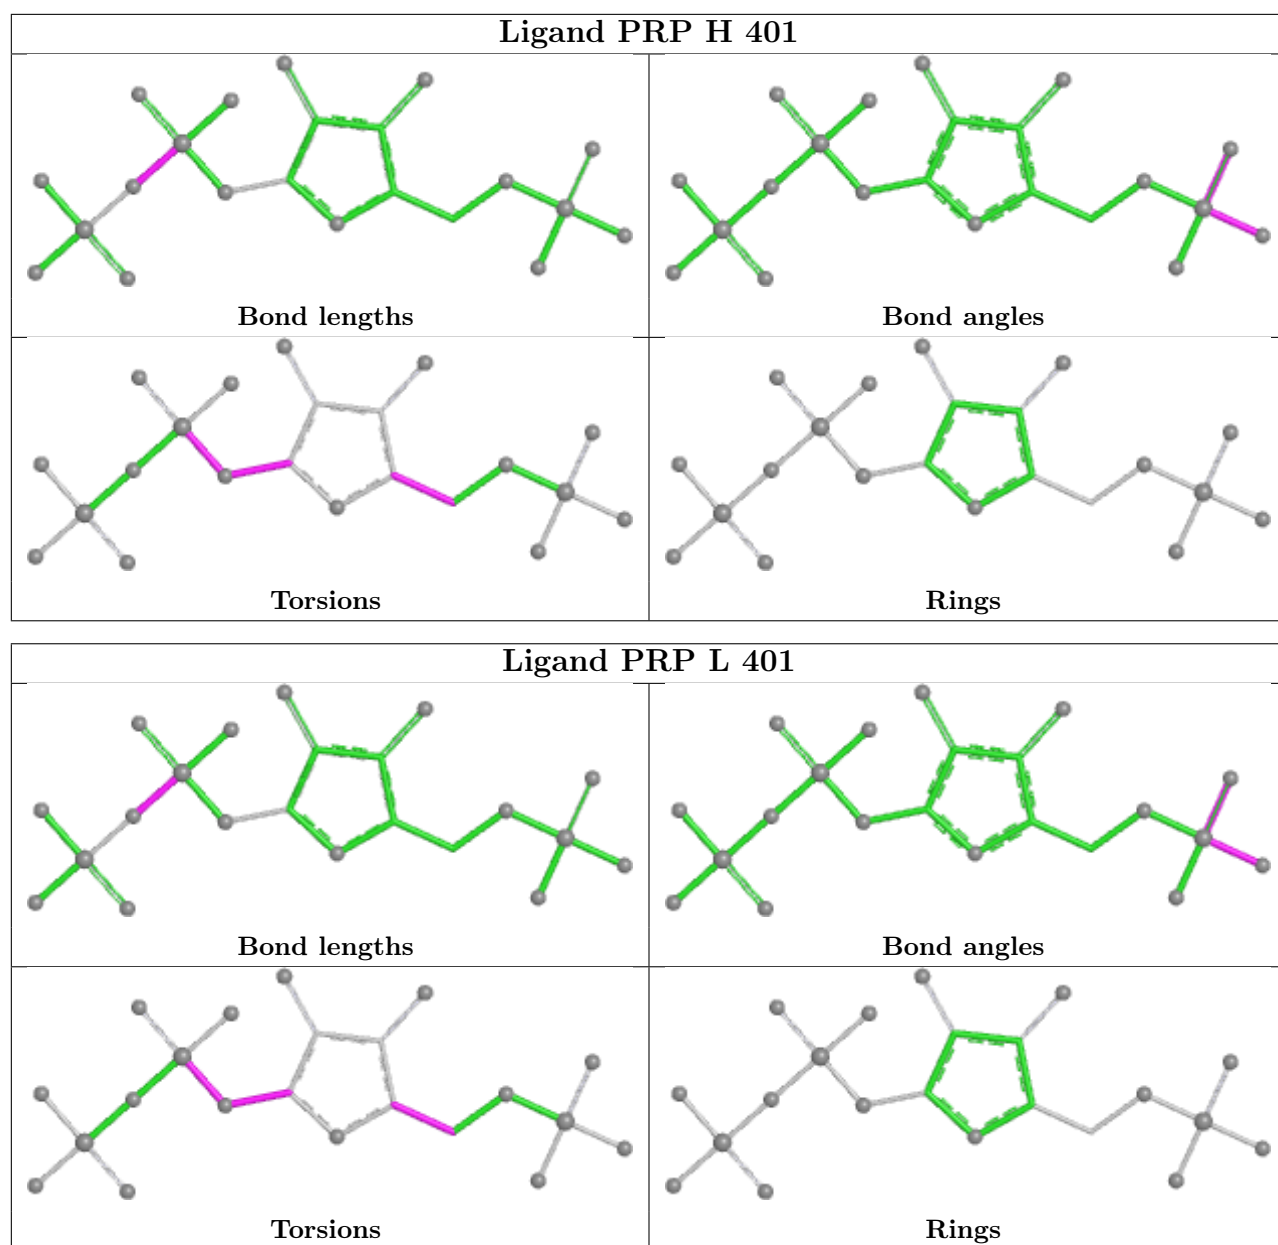 Ligand PRP H 401
Bond lengths
Bond angles
Torsions
Rings
Ligand PRP L 401
Bond lengths
Bond angles
Torsions
Rings